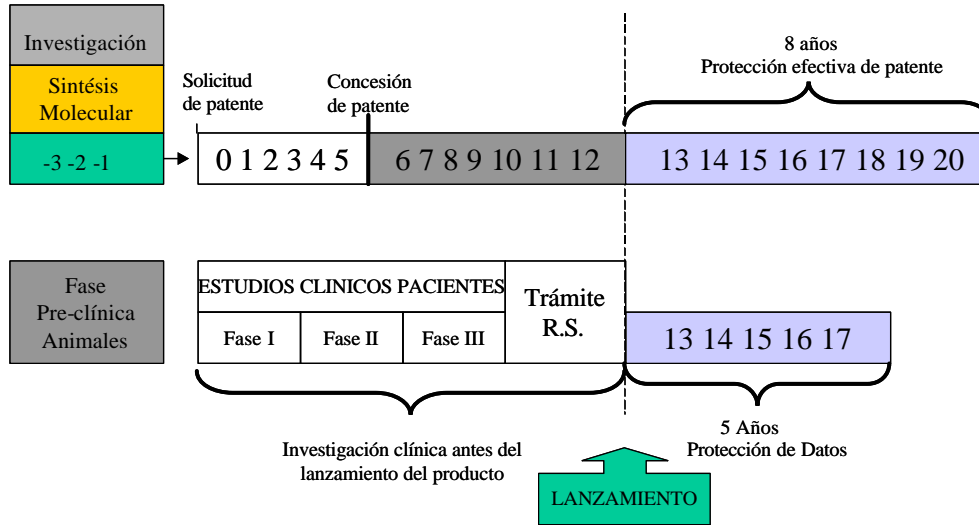 Investigación
Sintésis
Molecular
-3 -2 -1
Solicitud
de patente
Concesión
de patente
8 años
Protección efectiva de patente
0 1 2 3 4 5
6 7 8 9 10 11 12
13 14 15 16 17 18 19 20
Fase
Pre-clínica
Animales
ESTUDIOS CLINICOS PACIENTES
Fase I
Fase II
Fase III
Trámite
R.S.
13 14 15 16 17
Investigación clínica antes del
lanzamiento del producto
5 Años
Protección de Datos
LANZAMIENTO